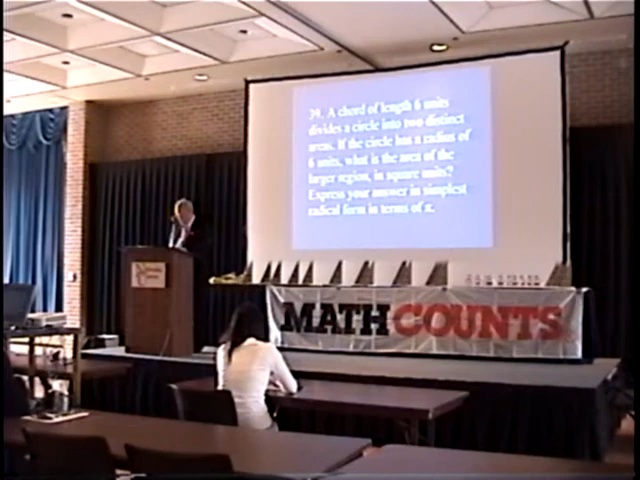 39. A chord of length 6 units
divides a circle into two distinct
areas. If the circle has a radius of
6 units, what is the area of the
larger region, in square units?
Express your answer in simplest
radical form in terms of π.
MATHCOUNTS